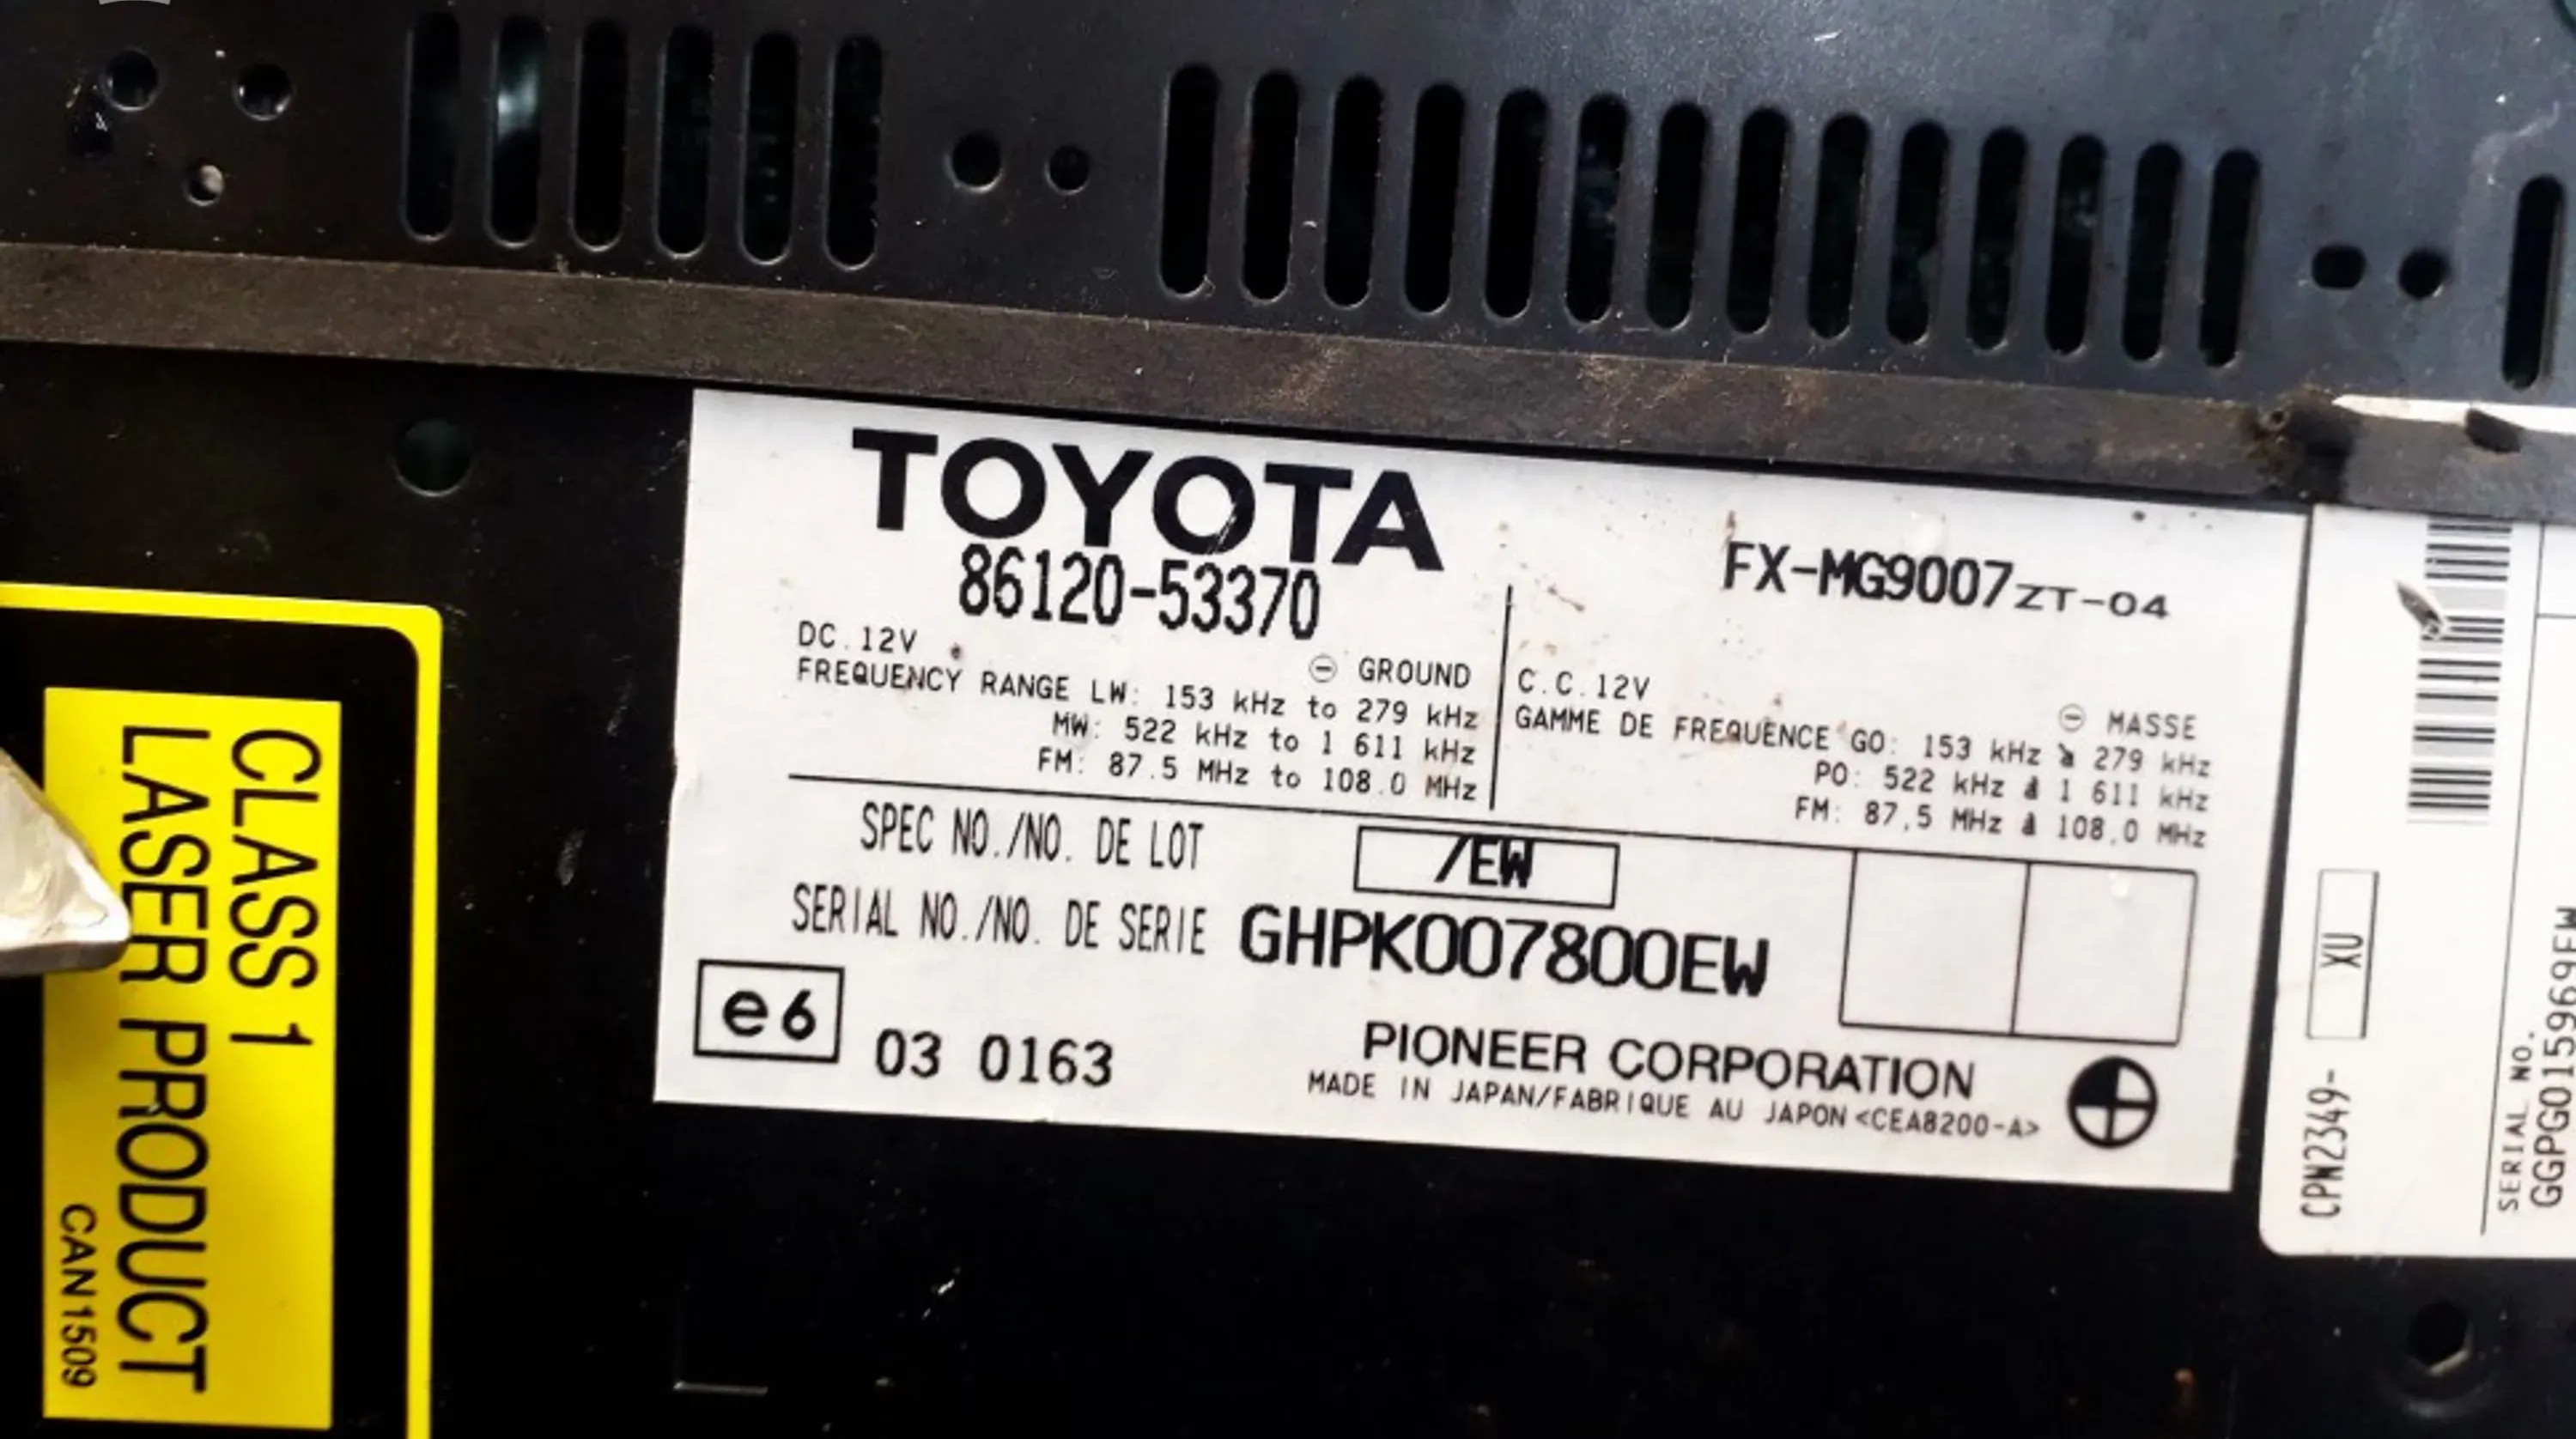 TOYOTA
86120-53370
FX-MG9007ZT-04
DC.12V
⊖ GROUND
FREQUENCY RANGE LW: 153 kHz to 279 kHz
MW: 522 kHz to 1 611 kHz
FM: 87.5 MHz to 108.0 MHz
C.C.12V
⊖ MASSE
GAMME DE FREQUENCE GO: 153 kHz à 279 kHz
PO: 522 kHz à 1 611 kHz
FM: 87,5 MHz à 108,0 MHz
SPEC NO./NO. DE LOT /EW
SERIAL NO./NO. DE SERIE GHPK007800EW
e6
03 0163
PIONEER CORPORATION
MADE IN JAPAN/FABRIQUE AU JAPON <CEA8200-A>
CLASS 1
LASER PRODUCT
CAN1509
CPW2349- XU
SERIAL NO.
GGPG015969EW